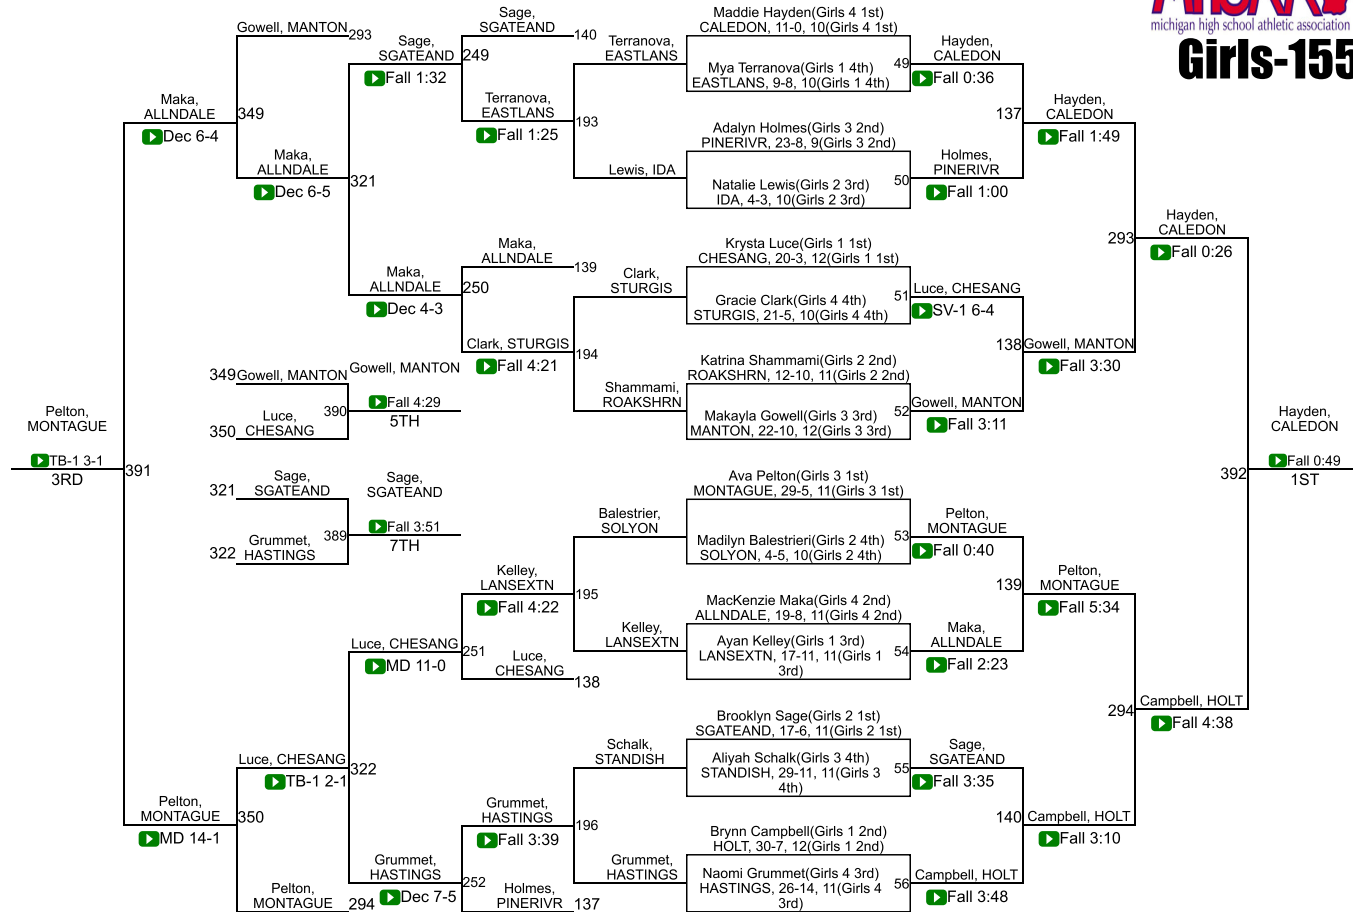 michigan high school athletic association
Girls-155
Maddie Hayden(Girls 4 1st)
CALEDON, 11-0, 10(Girls 4 1st)
Mya Terranova(Girls 1 4th)
EASTLANS, 9-8, 10(Girls 1 4th)
49
Adalyn Holmes(Girls 3 2nd)
PINERIVR, 23-8, 9(Girls 3 2nd)
Natalie Lewis(Girls 2 3rd)
IDA, 4-3, 10(Girls 2 3rd)
50
Krysta Luce(Girls 1 1st)
CHESANG, 20-3, 12(Girls 1 1st)
Gracie Clark(Girls 4 4th)
STURGIS, 21-5, 10(Girls 4 4th)
51
Katrina Shammami(Girls 2 2nd)
ROAKSHRN, 12-10, 11(Girls 2 2nd)
Makayla Gowell(Girls 3 3rd)
MANTON, 22-10, 12(Girls 3 3rd)
52
Ava Pelton(Girls 3 1st)
MONTAGUE, 29-5, 11(Girls 3 1st)
Madilyn Balestrieri(Girls 2 4th)
SOLYON, 4-5, 10(Girls 2 4th)
53
MacKenzie Maka(Girls 4 2nd)
ALLNDALE, 19-8, 11(Girls 4 2nd)
Ayan Kelley(Girls 1 3rd)
LANSEXTN, 17-11, 11(Girls 1
3rd)
54
Brooklyn Sage(Girls 2 1st)
SGATEAND, 17-6, 11(Girls 2 1st)
Aliyah Schalk(Girls 3 4th)
STANDISH, 29-11, 11(Girls 3
4th)
55
Brynn Campbell(Girls 1 2nd)
HOLT, 30-7, 12(Girls 1 2nd)
Naomi Grummet(Girls 4 3rd)
HASTINGS, 26-14, 11(Girls 4
3rd)
56
Hayden,
CALEDON
Fall 0:36
Holmes,
PINERIVR
Fall 1:00
Luce, CHESANG
SV-1 6-4
Gowell, MANTON
Fall 3:11
Pelton,
MONTAGUE
Fall 0:40
Maka,
ALLNDALE
Fall 2:23
Sage,
SGATEAND
Fall 3:35
Campbell, HOLT
Fall 3:48
137
Hayden,
CALEDON
Fall 1:49
138
Gowell, MANTON
Fall 3:30
139
Pelton,
MONTAGUE
Fall 5:34
140
Campbell, HOLT
Fall 3:10
293
Hayden,
CALEDON
Fall 0:26
294
Campbell, HOLT
Fall 4:38
392
Hayden,
CALEDON
Fall 0:49
1ST
Terranova,
EASTLANS
Lewis, IDA
193
Clark,
STURGIS
Shammami,
ROAKSHRN
194
Balestrier,
SOLYON
Kelley,
LANSEXTN
195
Schalk,
STANDISH
Grummet,
HASTINGS
196
Sage,
SGATEAND
140
Terranova,
EASTLANS
Fall 1:25
249
Maka,
ALLNDALE
139
Clark, STURGIS
Fall 4:21
250
Kelley,
LANSEXTN
Fall 4:22
Luce,
CHESANG
138
251
Grummet,
HASTINGS
Fall 3:39
Holmes,
PINERIVR
137
252
Sage,
SGATEAND
Fall 1:32
Maka,
ALLNDALE
Dec 4-3
321
Luce, CHESANG
MD 11-0
Grummet,
HASTINGS
Dec 7-5
322
Gowell, MANTON
293
Maka,
ALLNDALE
Dec 6-5
349
Luce, CHESANG
TB-1 2-1
Pelton,
MONTAGUE
294
350
Maka,
ALLNDALE
Dec 6-4
Pelton,
MONTAGUE
MD 14-1
391
Pelton,
MONTAGUE
TB-1 3-1
3RD
349
Gowell, MANTON
350
Luce,
CHESANG
390
Gowell, MANTON
Fall 4:29
5TH
321
Sage,
SGATEAND
322
Grummet,
HASTINGS
389
Sage,
SGATEAND
Fall 3:51
7TH